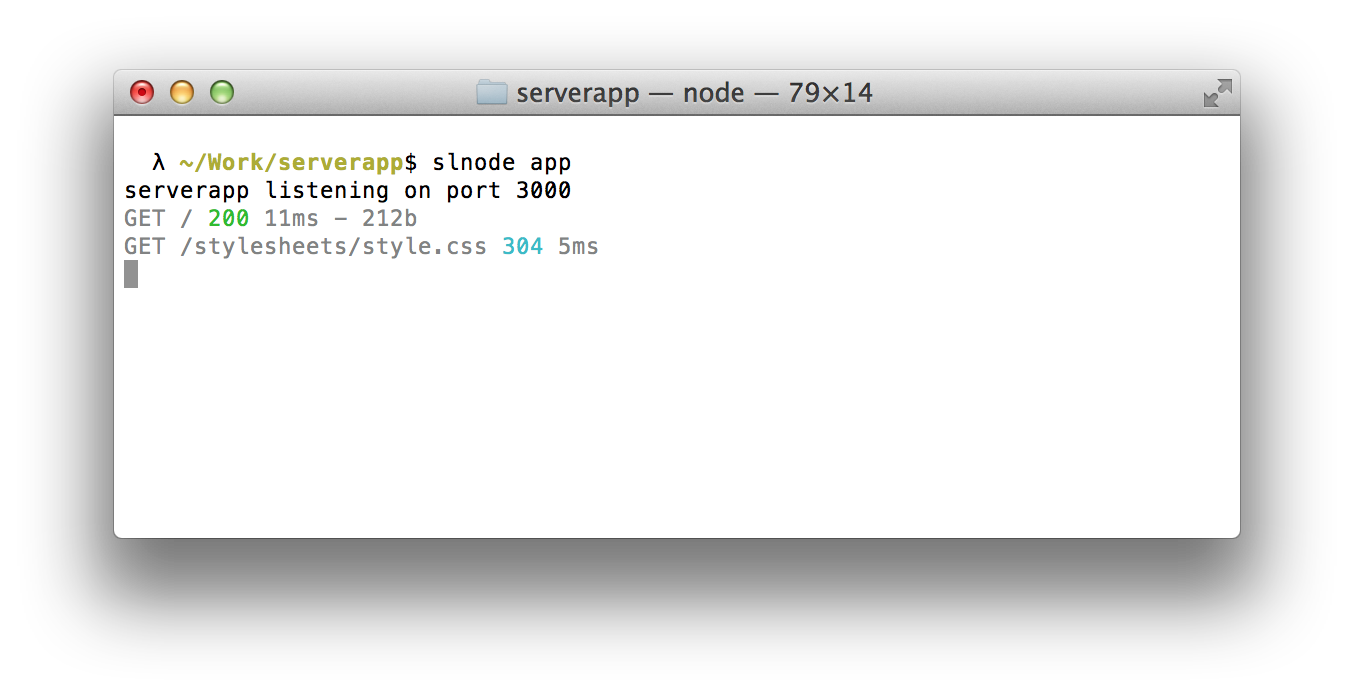 serverapp — node — 79×14
λ ~/Work/serverapp$ slnode app
serverapp listening on port 3000
GET / 200 11ms - 212b
GET /stylesheets/style.css 304 5ms